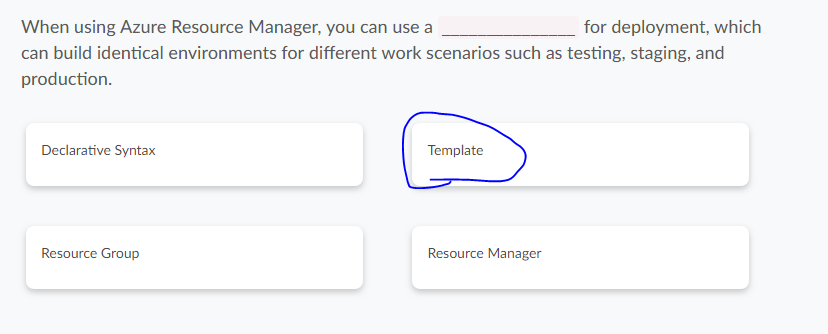 When using Azure Resource Manager, you can use a _______________ for deployment, which
can build identical environments for different work scenarios such as testing, staging, and
production.
Declarative Syntax
Template
Resource Group
Resource Manager